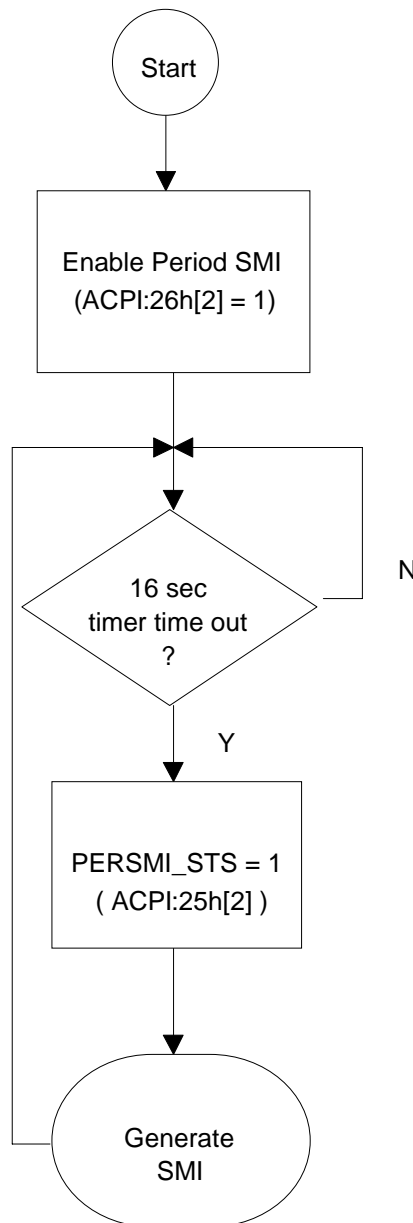 Start
Enable Period SMI
(ACPI:26h[2] = 1)
16 sec
timer time out
?
N
Y
PERSMI_STS = 1
( ACPI:25h[2] )
Generate
SMI